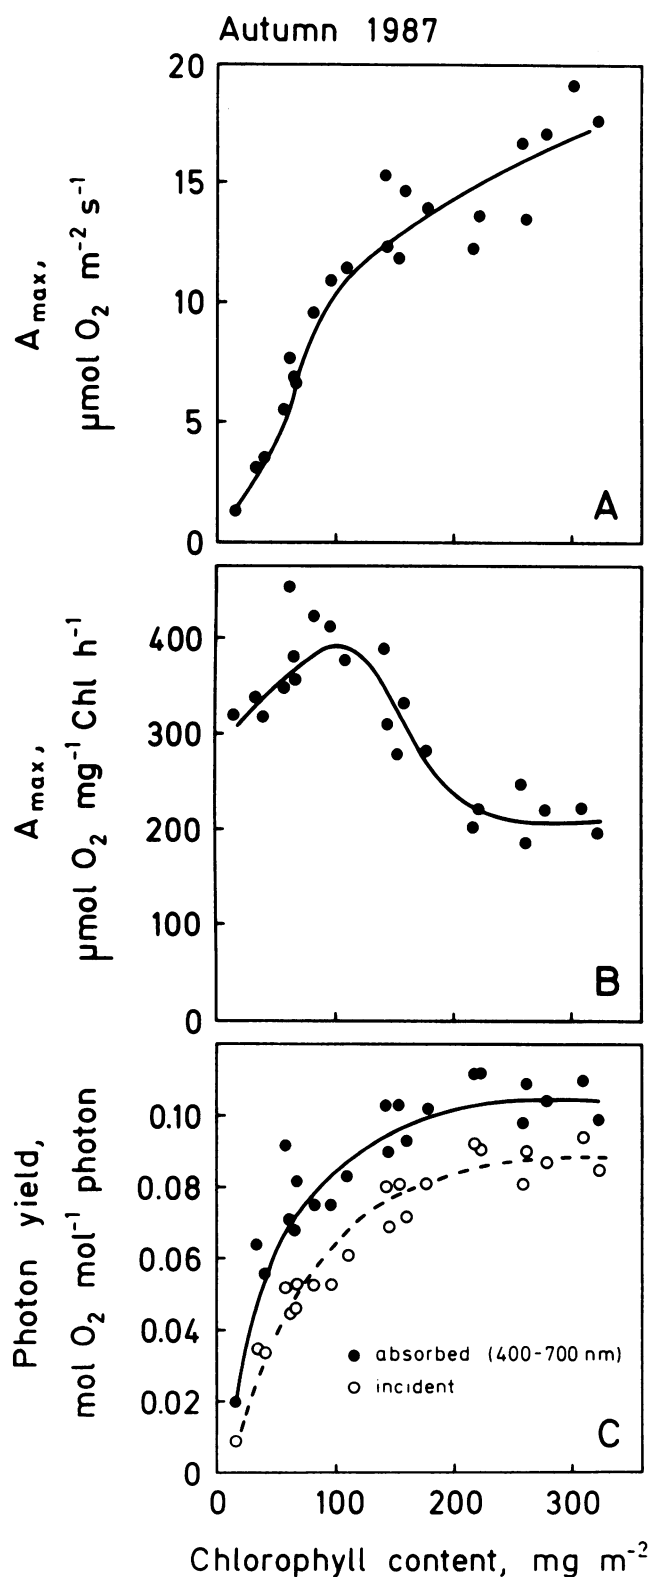 Autumn 1987
20
15
10
5
0
A
Amax,
µmol O2 m⁻² s⁻¹
400
300
200
100
0
B
Amax,
µmol O2 mg⁻¹ Chl h⁻¹
0.10
0.08
0.06
0.04
0.02
0
Photon yield,
mol O2 mol⁻¹ photon
absorbed (400-700 nm)
incident
C
0 100 200 300
Chlorophyll content, mg m⁻²